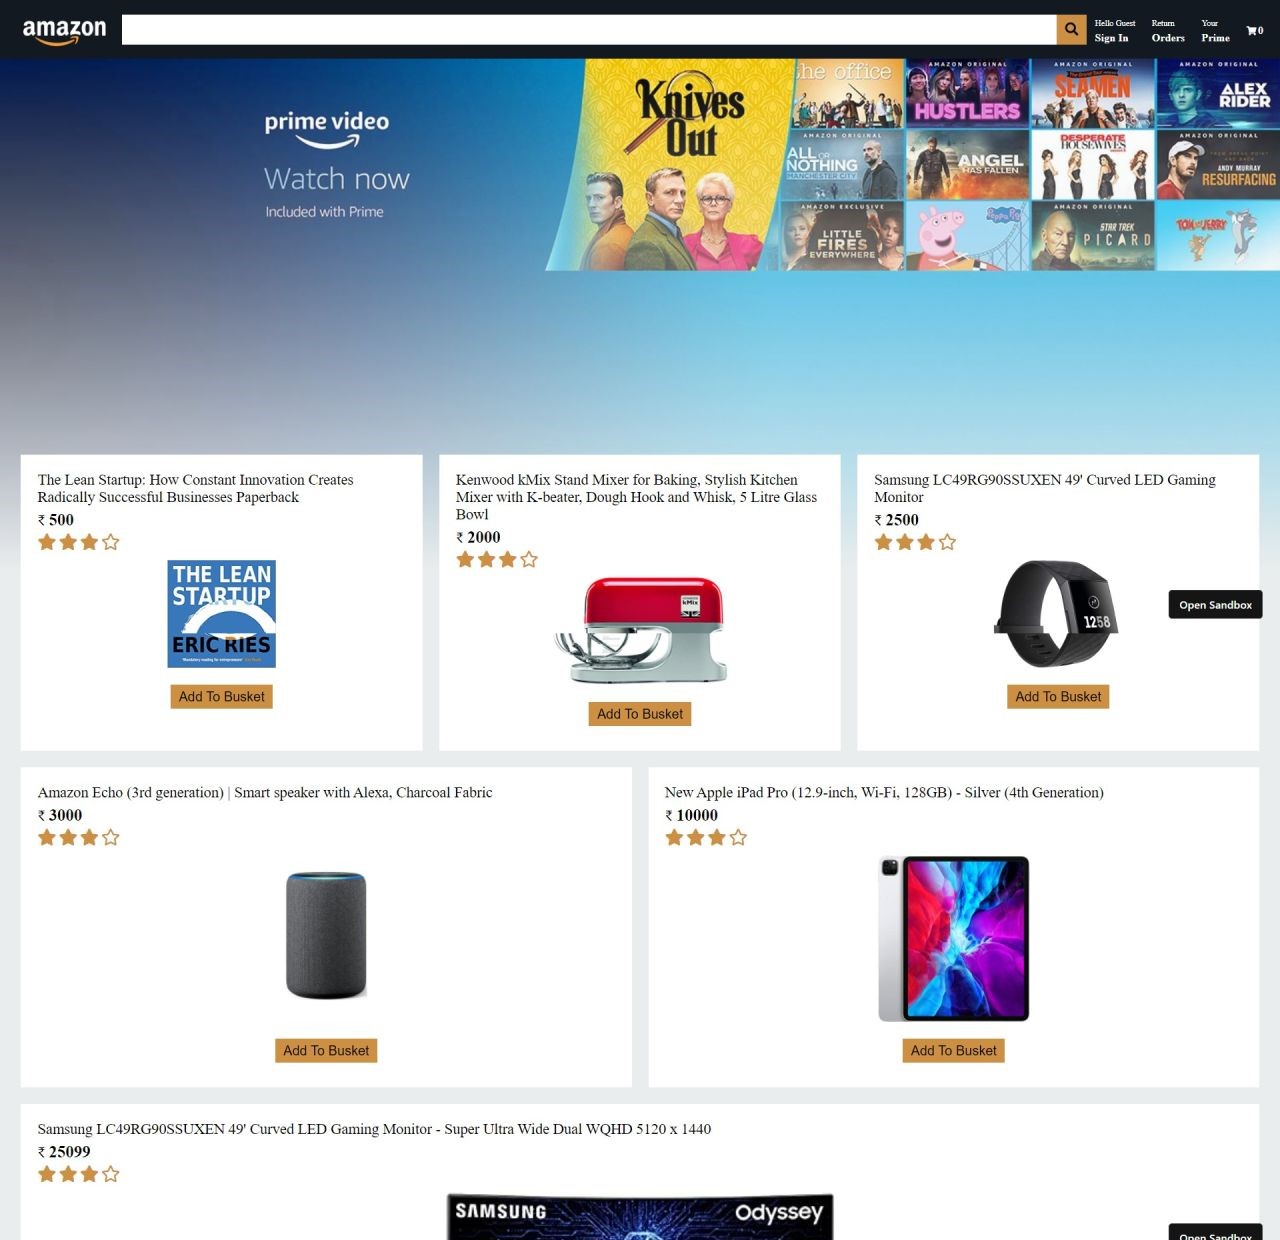 amazon
Hello Guest
Sign In
Return
Orders
Your
Prime
0
prime video
Watch now
Included with Prime
Knives
Out
the office
AMAZON ORIGINAL
HUSTLERS
AMAZON ORIGINAL
The Grand Tour
SEAMEN
AMAZON ORIGINAL
ALEX
RIDER
ALL OR
NOTHING
MANCHESTER CITY
ANGEL
HAS FALLEN
DESPERATE
HOUSEWIVES
AMAZON ORIGINAL
ANDY MURRAY
RESURFACING
AMAZON EXCLUSIVE
LITTLE
FIRES
EVERYWHERE
Peppa Pig
AMAZON ORIGINAL
STAR TREK
PICARD
TOM and JERRY
The Lean Startup: How Constant Innovation Creates
Radically Successful Businesses Paperback
₹ 500
THE LEAN
STARTUP
ERIC RIES
Add To Busket
Kenwood kMix Stand Mixer for Baking, Stylish Kitchen
Mixer with K-beater, Dough Hook and Whisk, 5 Litre Glass
Bowl
₹ 2000
kMix
Add To Busket
Samsung LC49RG90SSUXEN 49' Curved LED Gaming
Monitor
₹ 2500
12 58
Add To Busket
Open Sandbox
Amazon Echo (3rd generation) | Smart speaker with Alexa, Charcoal Fabric
₹ 3000
Add To Busket
New Apple iPad Pro (12.9-inch, Wi-Fi, 128GB) - Silver (4th Generation)
₹ 10000
Add To Busket
Samsung LC49RG90SSUXEN 49' Curved LED Gaming Monitor - Super Ultra Wide Dual WQHD 5120 x 1440
₹ 25099
SAMSUNG
Odyssey
Open Sandbox